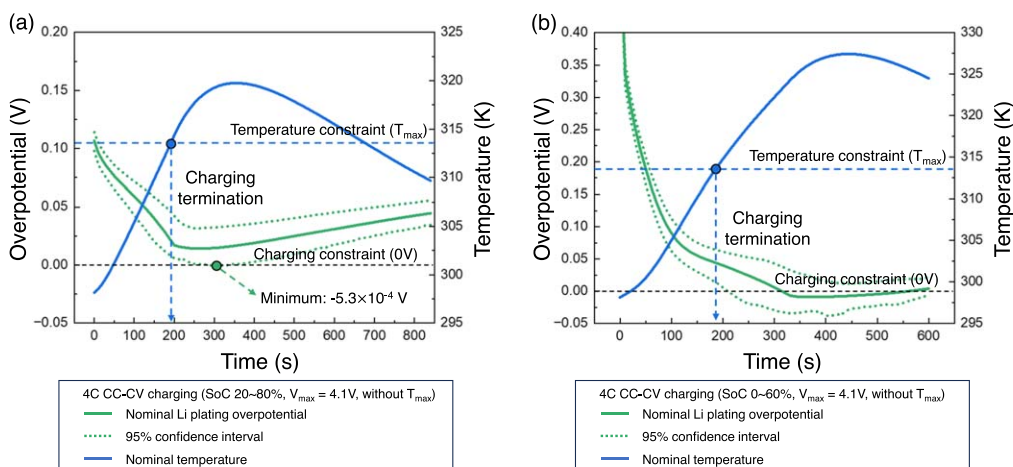 (a)
0.20
0.15
0.10
0.05
0.00
−0.05
Overpotential (V)
325
320
315
310
305
300
295
Temperature (K)
Temperature constraint (Tmax)
Charging
termination
Charging constraint (0V)
Minimum: -5.3×10⁻⁴ V
0 100 200 300 400 500 600 700 800
Time (s)
4C CC-CV charging (SoC 20~80%, Vmax = 4.1V, without Tmax)
Nominal Li plating overpotential
95% confidence interval
Nominal temperature
(b)
0.40
0.35
0.30
0.25
0.20
0.15
0.10
0.05
0.00
−0.05
Overpotential (V)
330
325
320
315
310
305
300
295
Temperature (K)
Temperature constraint (Tmax)
Charging
termination
Charging constraint (0V)
0 100 200 300 400 500 600
Time (s)
4C CC-CV charging (SoC 0~60%, Vmax = 4.1V, without Tmax)
Nominal Li plating overpotential
95% confidence interval
Nominal temperature